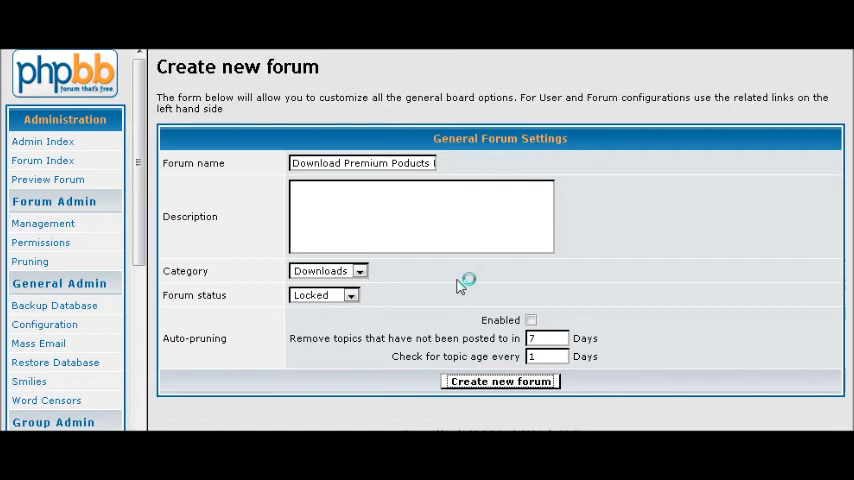 phpbb
forum that's free!
Administration
Admin Index
Forum Index
Preview Forum
Forum Admin
Management
Permissions
Pruning
General Admin
Backup Database
Configuration
Mass Email
Restore Database
Smilies
Word Censors
Group Admin
Create new forum
The form below will allow you to customize all the general board options. For User and Forum configurations use the related links on the
left hand side
General Forum Settings
Forum name
Download Premium Poducts
Description
Category
Downloads
Forum status
Locked
Auto-pruning
Enabled
Remove topics that have not been posted to in 7 Days
Check for topic age every 1 Days
Create new forum